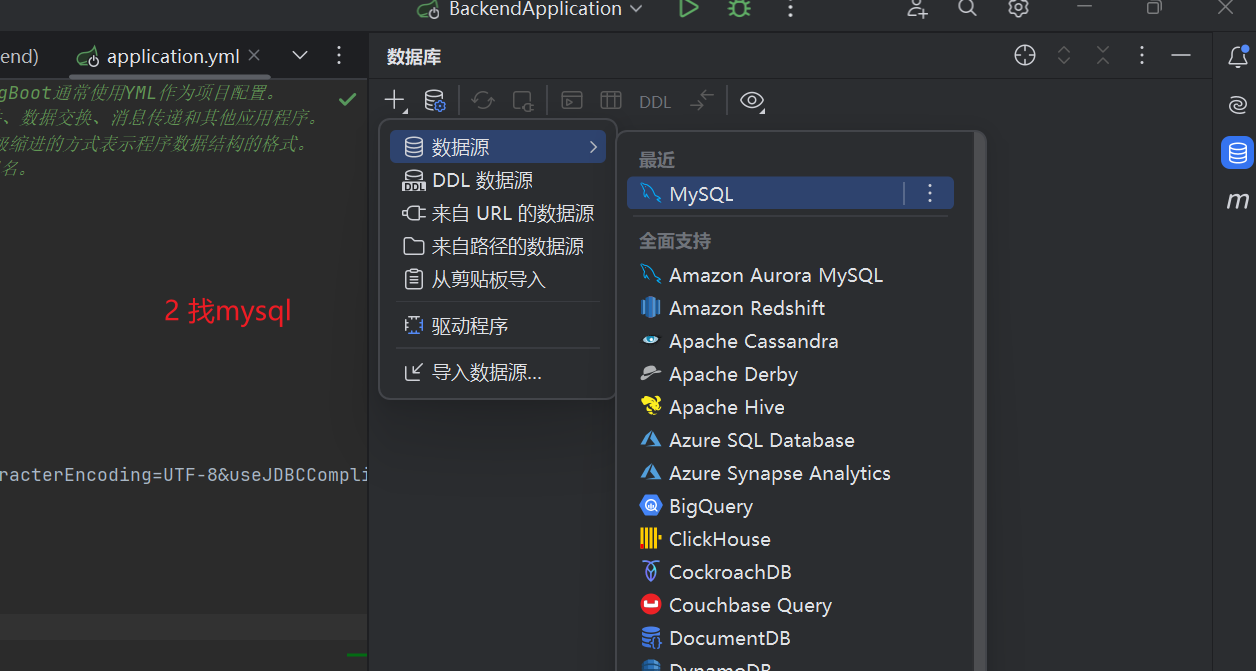 BackendApplication
end)
application.yml
数据库
gBoot通常使用YML作为项目配置。
、数据交换、消息传递和其他应用程序。
缩进的方式表示程序数据结构的格式。
名。
DDL
数据源
DDL 数据源
来自 URL 的数据源
来自路径的数据源
从剪贴板导入
驱动程序
导入数据源...
最近
MySQL
全面支持
Amazon Aurora MySQL
Amazon Redshift
Apache Cassandra
Apache Derby
Apache Hive
Azure SQL Database
Azure Synapse Analytics
BigQuery
ClickHouse
CockroachDB
Couchbase Query
DocumentDB
DynamoDB
2 找mysql
racterEncoding=UTF-8&useJDBCCompli
m